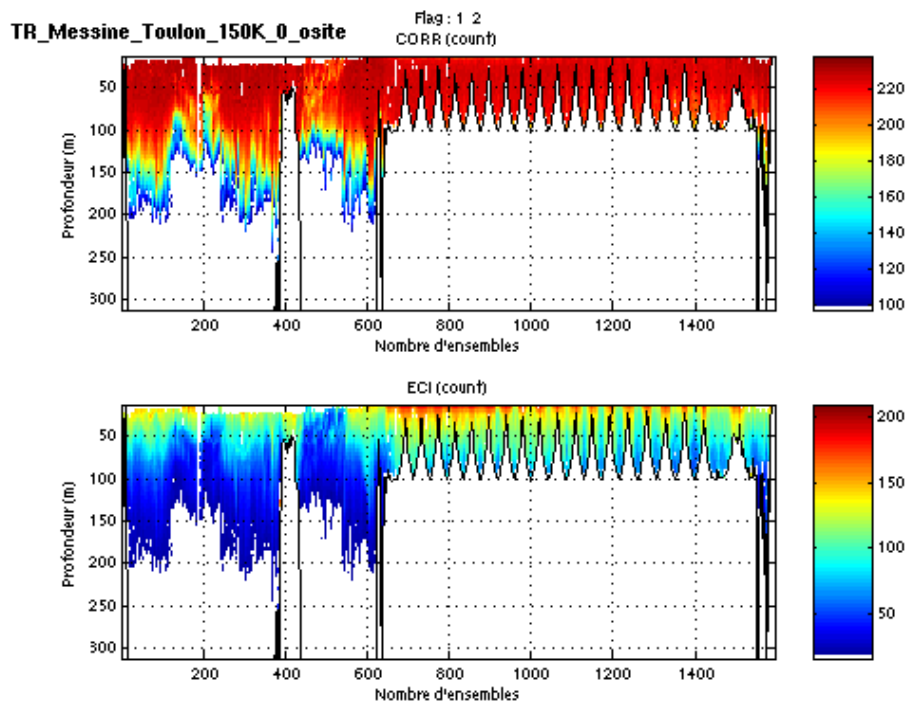 Flag : 1 2
TR_Messine_Toulon_150K_0_osite
CORR (count)
50
100
150
200
250
300
Profondeur (m)
200 400 600 800 1000 1200 1400
Nombre d'ensembles
220
200
180
160
140
120
100
ECI (count)
50
100
150
200
250
300
Profondeur (m)
200 400 600 800 1000 1200 1400
Nombre d'ensembles
200
150
100
50